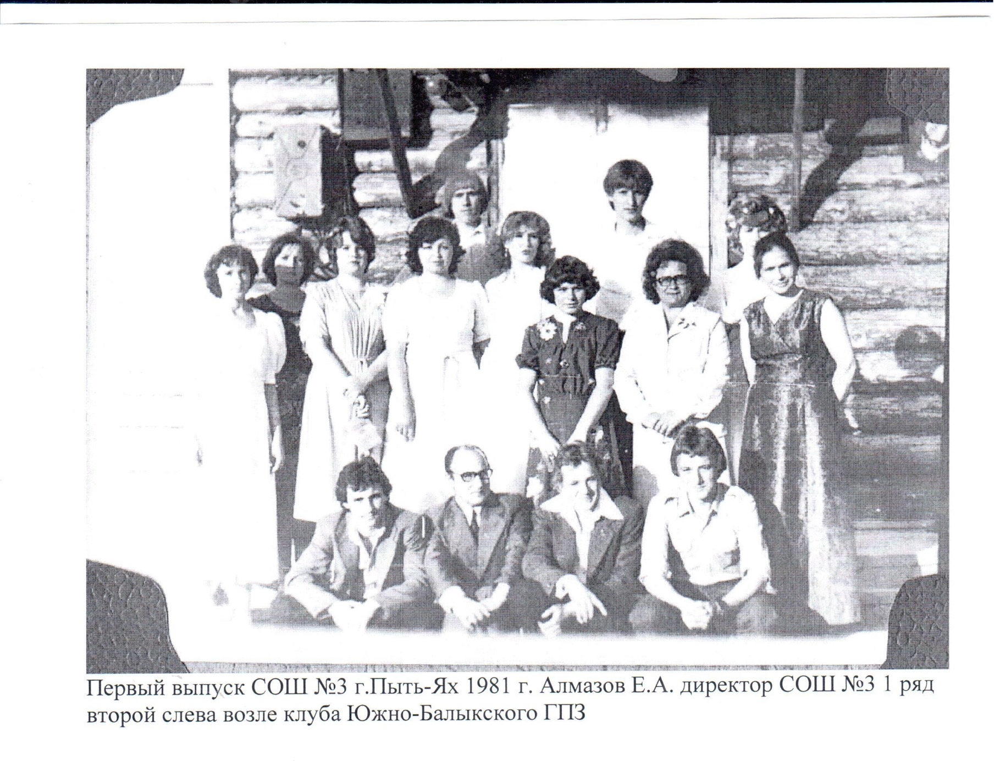 Первый выпуск СОШ №3 г.Пыть-Ях 1981 г. Алмазов Е.А. директор СОШ №3 1 ряд
второй слева возле клуба Южно-Балыкского ГПЗ